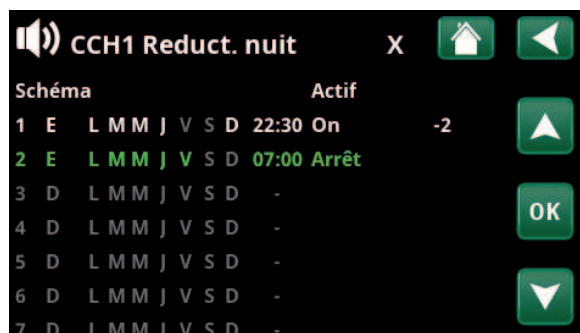 CCH1 Reduct. nuit X
Schéma Actif
1 E L M M J V S D 22:30 On -2
2 E L M M J V S D 07:00 Arrêt
3 D L M M J V S D -
4 D L M M J V S D -
OK
5 D L M M J V S D -
6 D L M M J V S D -
7 D L M M J V S D -